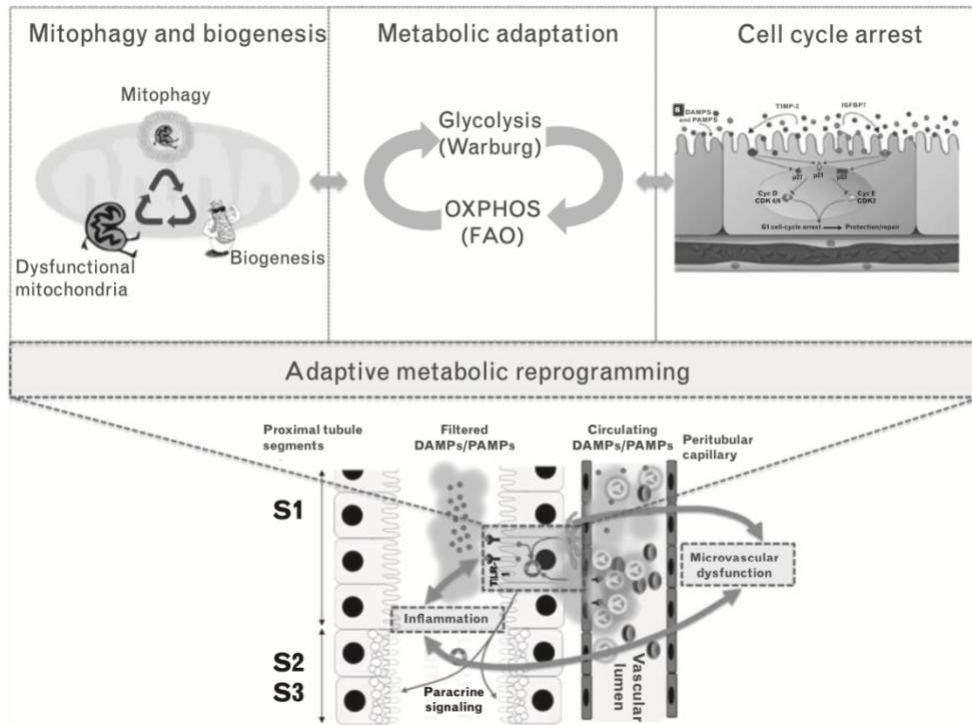 Mitophagy and biogenesis
Mitophagy
Dysfunctional
mitochondria
Biogenesis
Metabolic adaptation
Glycolysis
(Warburg)
OXPHOS
(FAO)
Cell cycle arrest
B DAMPS
and PAMPS
TIMP-2
IGFBP7
p27
p21
p53
Cyc D
CDK 4/6
Cyc E
CDK2
G1 cell-cycle arrest
Protection/repair
Adaptive metabolic reprogramming
Proximal tubule
segments
Filtered
DAMPs/PAMPs
Circulating
DAMPs/PAMPs
Peritubular
capillary
S1
TLR-
Microvascular
dysfunction
Inflammation
S2
S3
Paracrine
signaling
Vascular
lumen